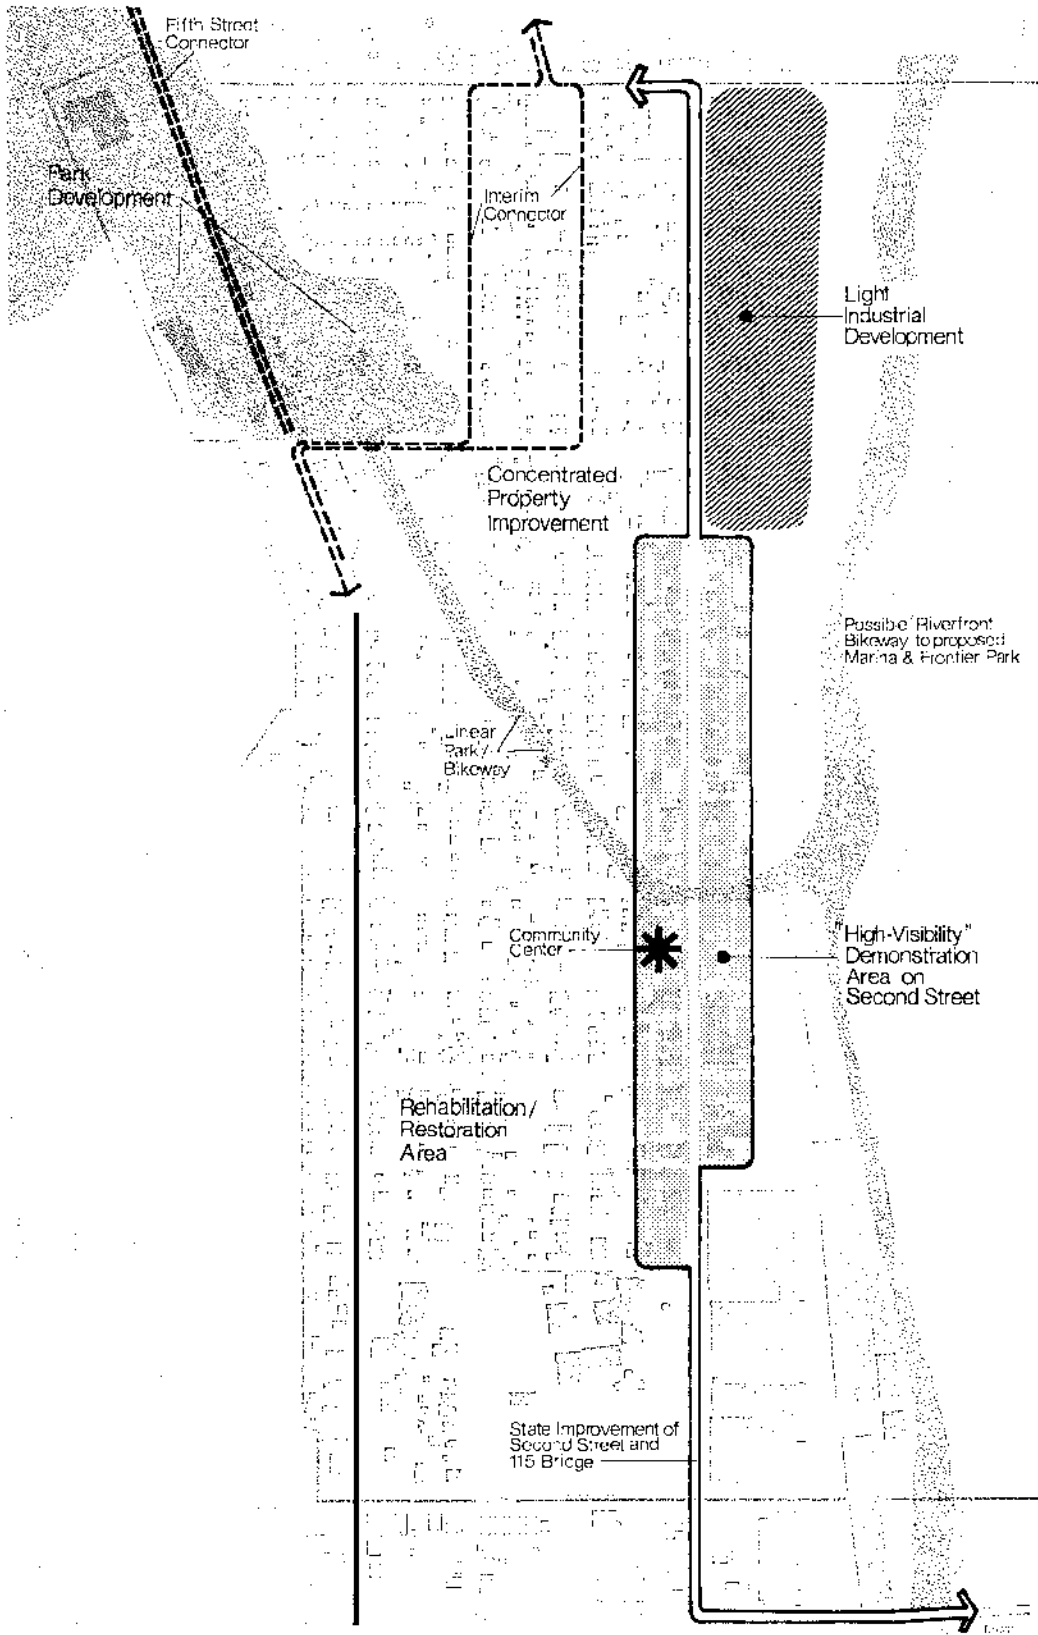 Fifth Street
Connector
Park
Development
Interim
Connector
Light
Industrial
Development
Concentrated
Property
Improvement
Possible Riverfront
Bikeway to proposed
Marina & Frontier Park
Linear
Park/
Bikeway
Community
Center
"High-Visibility"
Demonstration
Area on
Second Street
Rehabilitation/
Restoration
Area
State Improvement of
Second Street and
115 Bridge